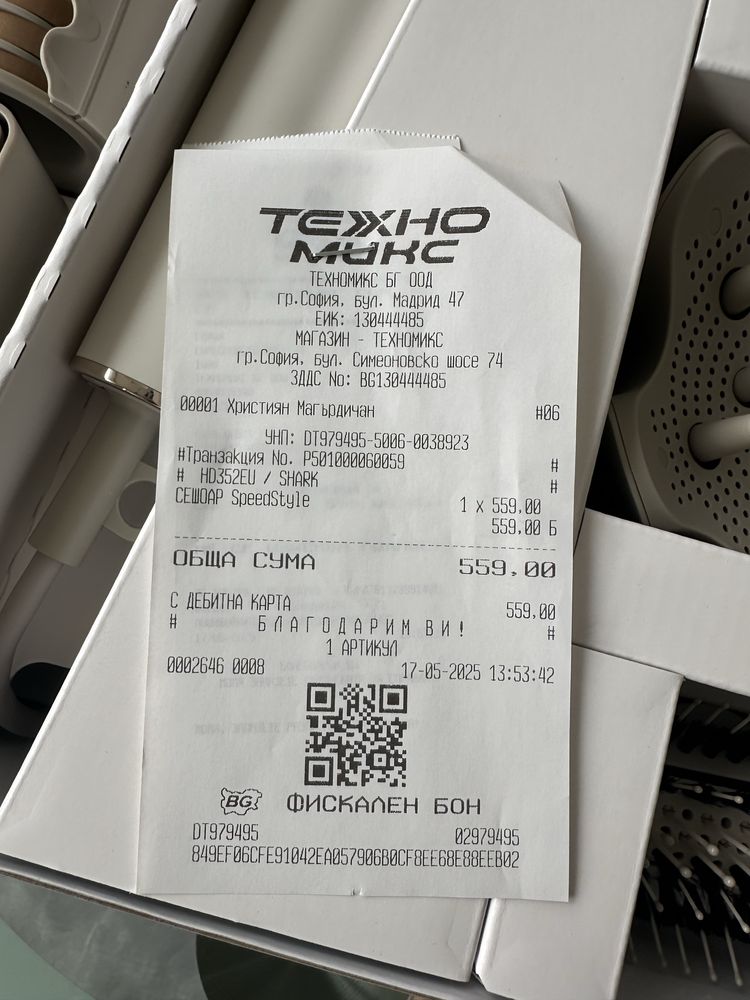 ТЕХНО
МИКС
ТЕХНОМИКС БГ ООД
гр.София, бул. Мадрид 47
ЕИК: 130444485
МАГАЗИН - ТЕХНОМИКС
гр.София, бул. Симеоновско шосе 74
ЗДДС No: BG130444485
00001 Християн Магърдичан #06
УНП: DT979495-5006-0038923
#Транзакция No. P501000060059 #
# HD352EU / SHARK #
СЕШОАР SpeedStyle 1 x 559,00
559,00 Б
ОБЩА СУМА 559,00
С ДЕБИТНА КАРТА 559,00
# БЛАГОДАРИМ ВИ! #
1 АРТИКУЛ
0002646 0008 17-05-2025 13:53:42
BG ФИСКАЛЕН БОН
DT979495 02979495
849EF06CFE91042EA057906B0CF8EE68E88EEB02